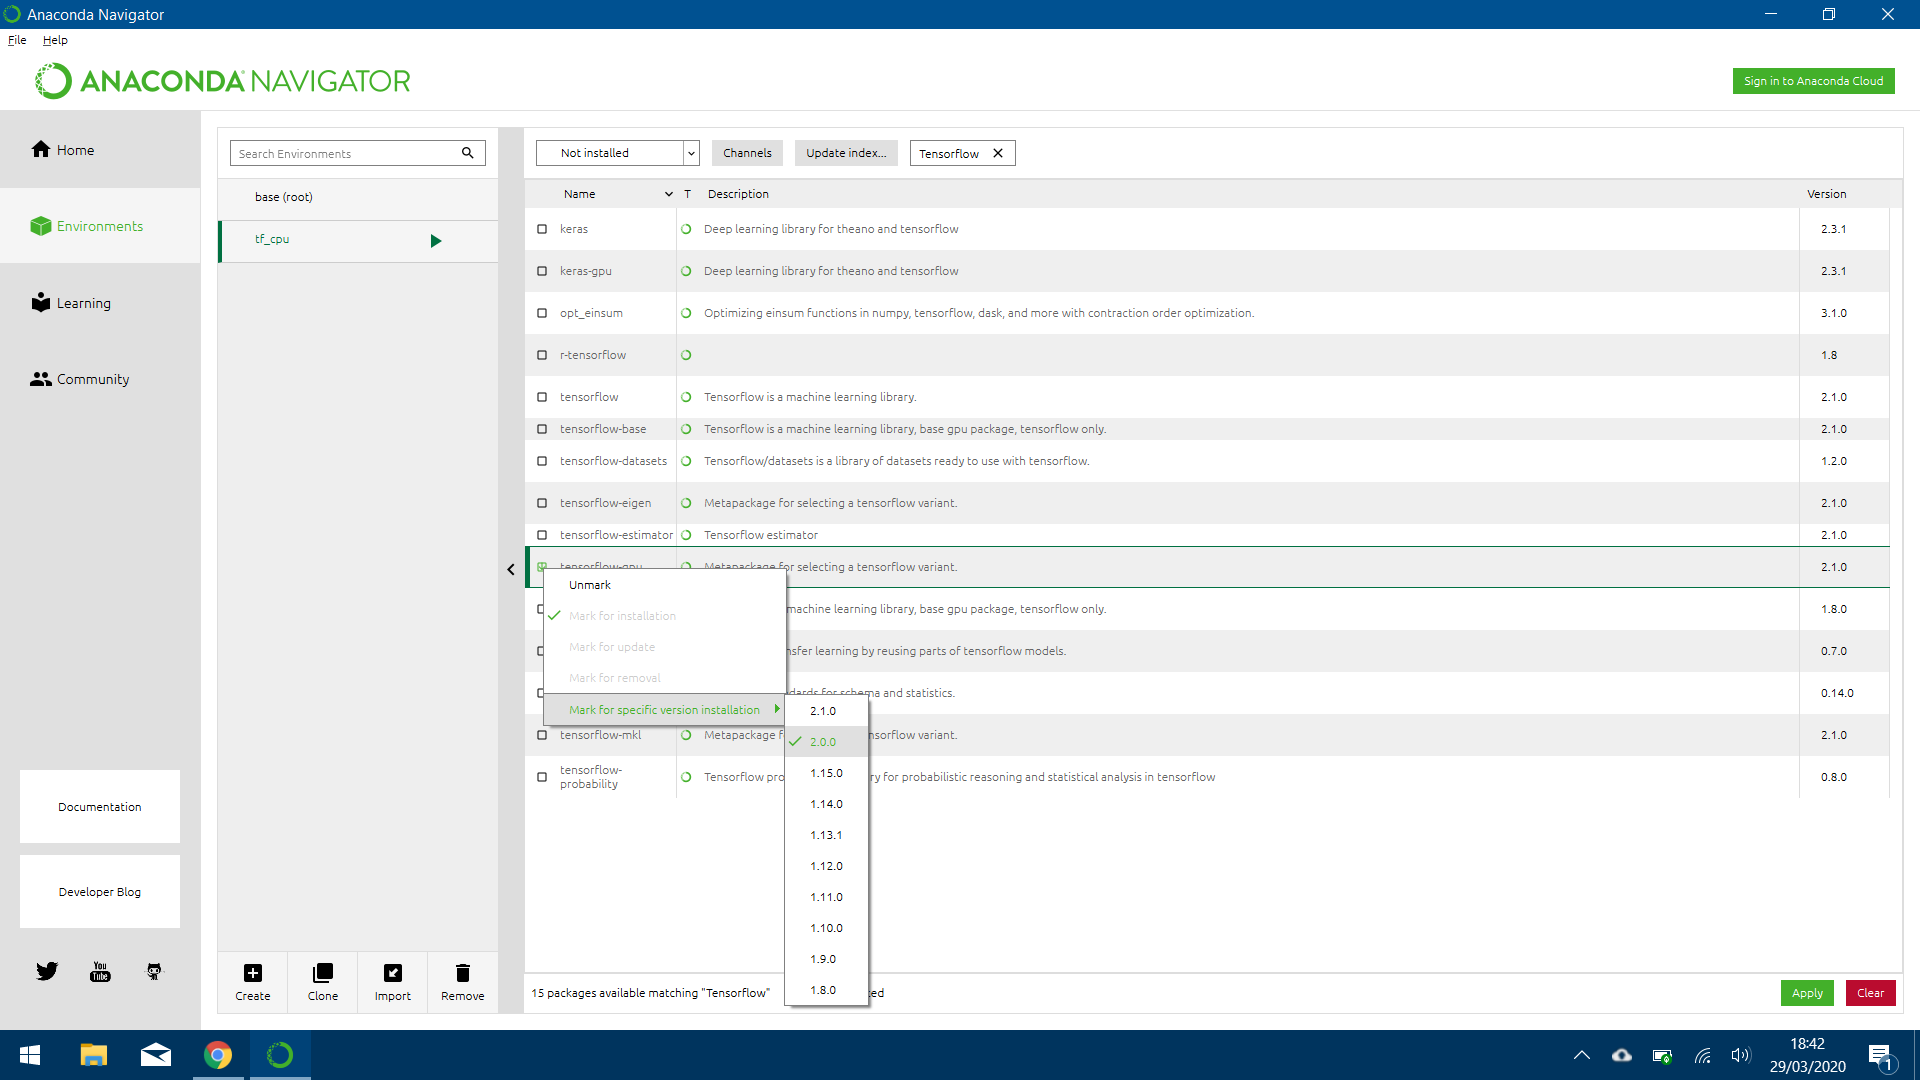 Anaconda Navigator
File Help
ANACONDA NAVIGATOR
Sign in to Anaconda Cloud
Home
Environments
Learning
Community
Documentation
Developer Blog
You Tube
Search Environments
base (root)
tf_cpu
Create Clone Import Remove
Not installed Channels Update index... Tensorflow
Name T Description Version
keras Deep learning library for theano and tensorflow 2.3.1
keras-gpu Deep learning library for theano and tensorflow 2.3.1
opt_einsum Optimizing einsum functions in numpy, tensorflow, dask, and more with contraction order optimization. 3.1.0
r-tensorflow 1.8
tensorflow Tensorflow is a machine learning library. 2.1.0
tensorflow-base Tensorflow is a machine learning library, base gpu package, tensorflow only. 2.1.0
tensorflow-datasets Tensorflow/datasets is a library of datasets ready to use with tensorflow. 1.2.0
tensorflow-eigen Metapackage for selecting a tensorflow variant. 2.1.0
tensorflow-estimator Tensorflow estimator 2.1.0
tensorflow-gpu Metapackage for selecting a tensorflow variant. 2.1.0
machine learning library, base gpu package, tensorflow only. 1.8.0
learning by reusing parts of tensorflow models. 0.7.0
for schema and statistics. 0.14.0
tensorflow-mkl Metapackage variant. 2.1.0
tensorflow-
probability Tensorflow for probabilistic reasoning and statistical analysis in tensorflow 0.8.0
Unmark
Mark for installation
Mark for update
Mark for removal
Mark for specific version installation
2.1.0
2.0.0
1.15.0
1.14.0
1.13.1
1.12.0
1.11.0
1.10.0
1.9.0
1.8.0
15 packages available matching "Tensorflow"
Apply Clear
18:42
29/03/2020
1